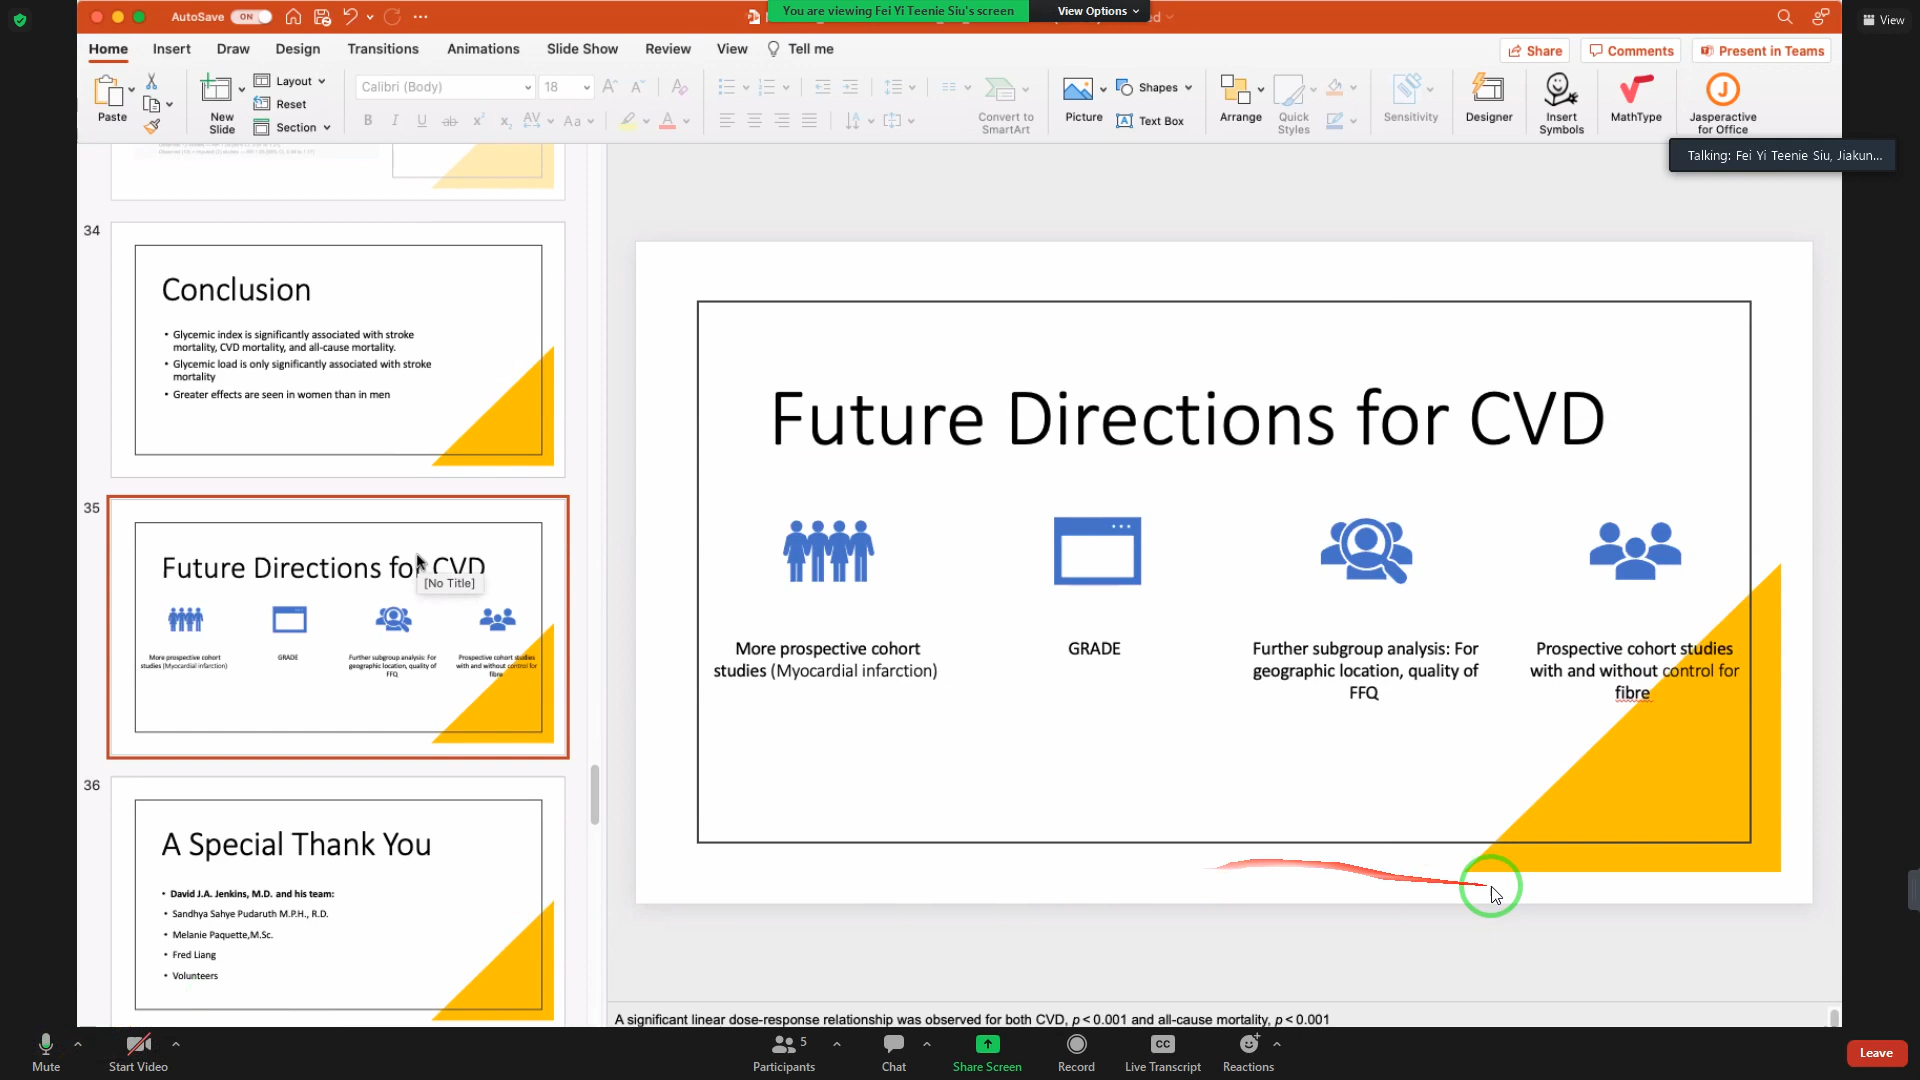 AutoSave ON
You are viewing Fei Yi Teenie Siu's screen
View Options
View
Home Insert Draw Design Transitions Animations Slide Show Review View Tell me
Share Comments Present in Teams
Paste
New Slide
Layout
Reset
Section
Calibri (Body) 18
Convert to SmartArt
Picture
Shapes
Text Box
Arrange
Quick Styles
Sensitivity
Designer
Insert Symbols
MathType
Jasperactive for Office
Talking: Fei Yi Teenie Siu, Jiakun...
34
Conclusion
• Glycemic index is significantly associated with stroke
mortality, CVD mortality, and all-cause mortality.
• Glycemic load is only significantly associated with stroke
mortality
• Greater effects are seen in women than in men
35
Future Directions for CVD
[No Title]
More prospective cohort
studies (Myocardial infarction)
GRADE
Further subgroup analysis: For
geographic location, quality of
FFQ
Prospective cohort studies
with and without control for
fibre
36
A Special Thank You
• David J.A. Jenkins, M.D. and his team:
• Sandhya Sahye Pudaruth M.P.H., R.D.
• Melanie Paquette,M.Sc.
• Fred Liang
• Volunteers
Future Directions for CVD
More prospective cohort
studies (Myocardial infarction)
GRADE
Further subgroup analysis: For
geographic location, quality of
FFQ
Prospective cohort studies
with and without control for
fibre
A significant linear dose-response relationship was observed for both CVD, p < 0.001 and all-cause mortality, p < 0.001
Mute
Start Video
5
Participants
Chat
Share Screen
Record
CC
Live Transcript
Reactions
Leave